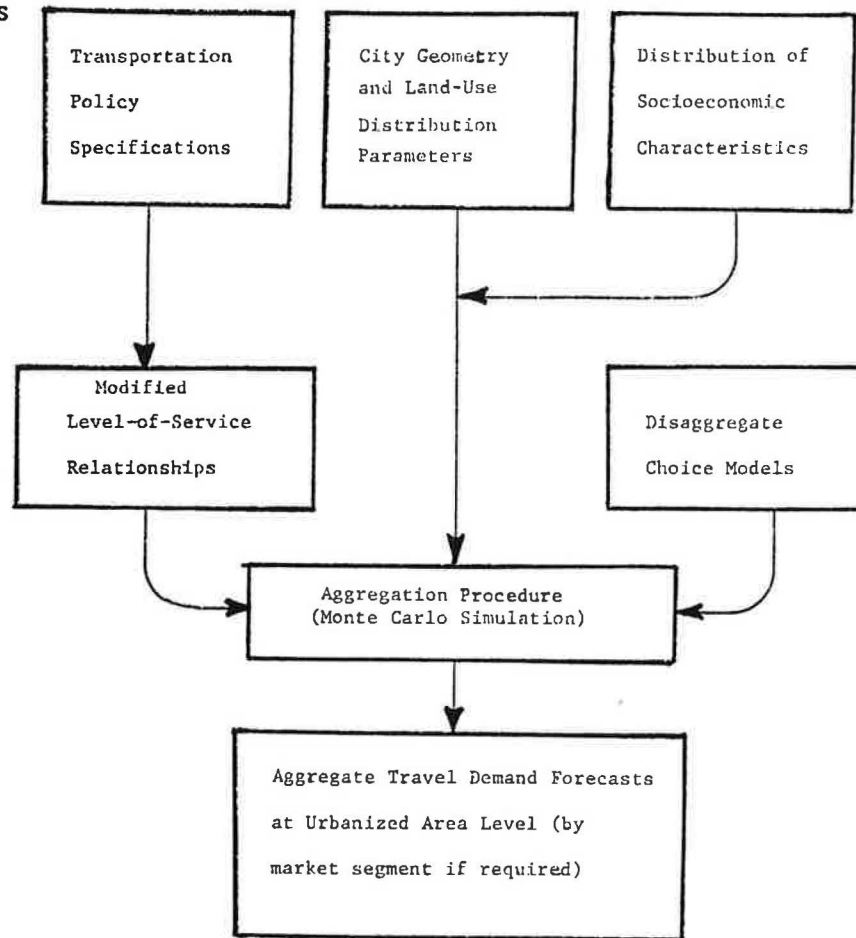 s
Transportation
Policy
Specifications
City Geometry
and Land-Use
Distribution
Parameters
Distribution of
Socioeconomic
Characteristics
Modified
Level-of-Service
Relationships
Disaggregate
Choice Models
Aggregation Procedure
(Monte Carlo Simulation)
Aggregate Travel Demand Forecasts
at Urbanized Area Level (by
market segment if required)